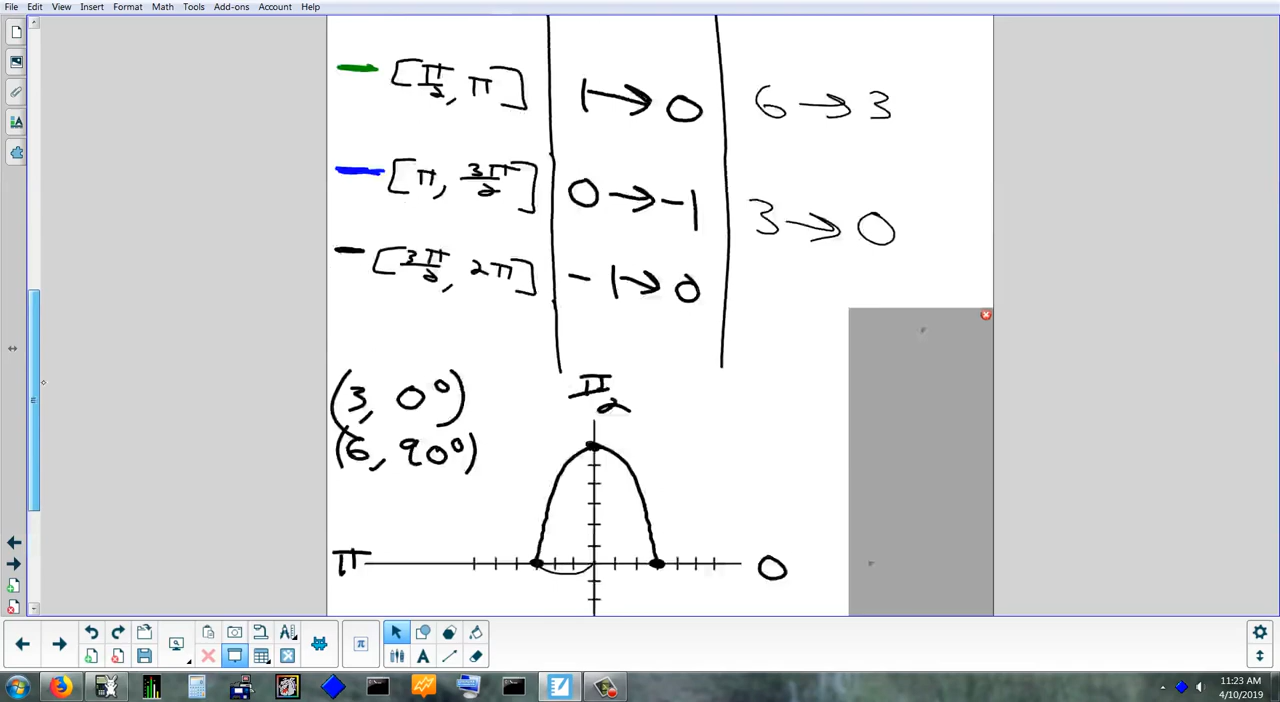 File Edit View Insert Format Math Tools Add-ons Account Help
[π/2, π] 1 → 0 6 → 3
[π, 3π/2] 0 → -1 3 → 0
[3π/2, 2π] -1 → 0
(3, 0°)
(6, 90°)
π/2
π 0
11:23 AM
4/10/2019